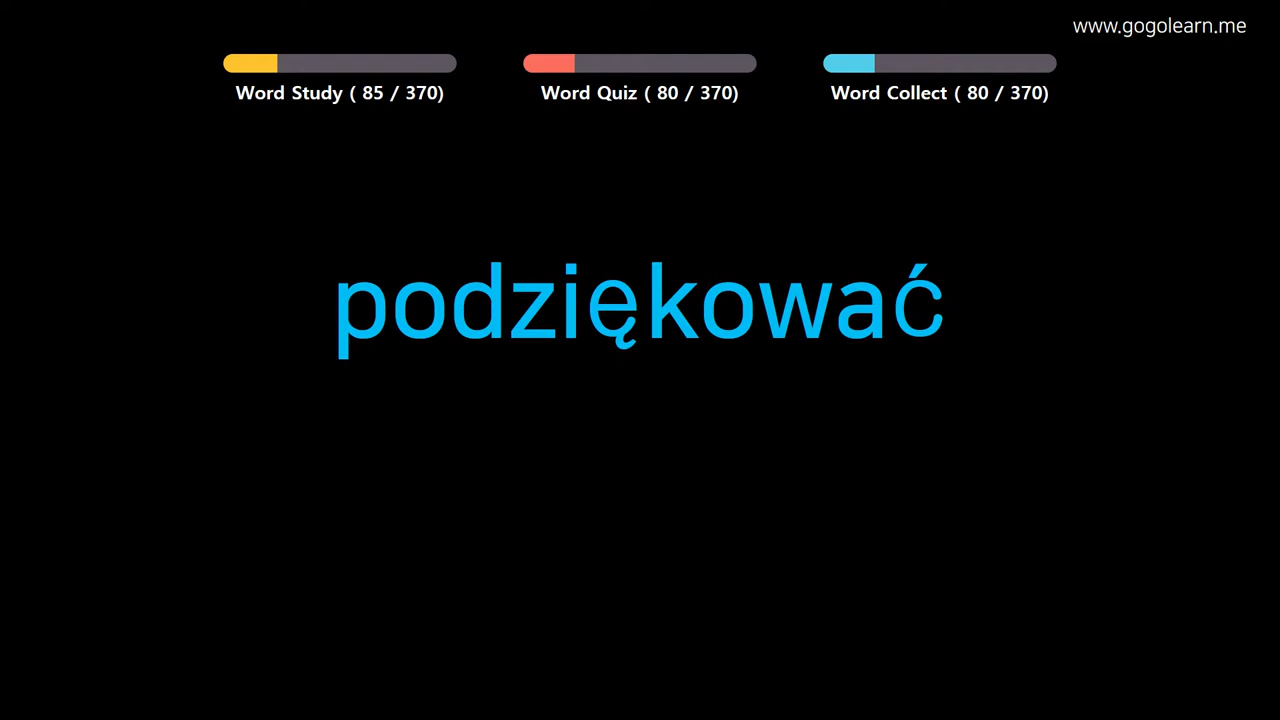 www.gogolearn.me
Word Study ( 85 / 370)
Word Quiz ( 80 / 370)
Word Collect ( 80 / 370)
podziękować